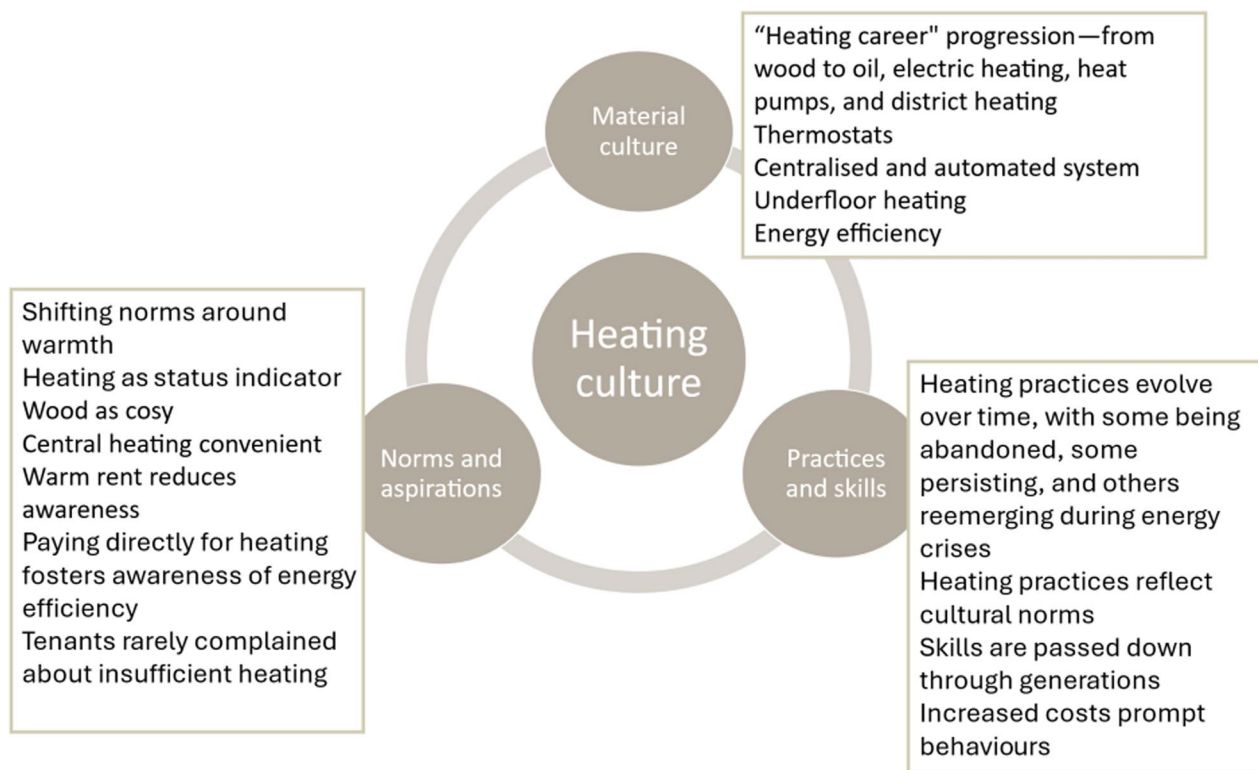 “Heating career" progression—from
wood to oil, electric heating, heat
pumps, and district heating
Thermostats
Centralised and automated system
Underfloor heating
Energy efficiency
Material
culture
Heating
culture
Norms and
aspirations
Practices
and skills
Shifting norms around
warmth
Heating as status indicator
Wood as cosy
Central heating convenient
Warm rent reduces
awareness
Paying directly for heating
fosters awareness of energy
efficiency
Tenants rarely complained
about insufficient heating
Heating practices evolve
over time, with some being
abandoned, some
persisting, and others
reemerging during energy
crises
Heating practices reflect
cultural norms
Skills are passed down
through generations
Increased costs prompt
behaviours